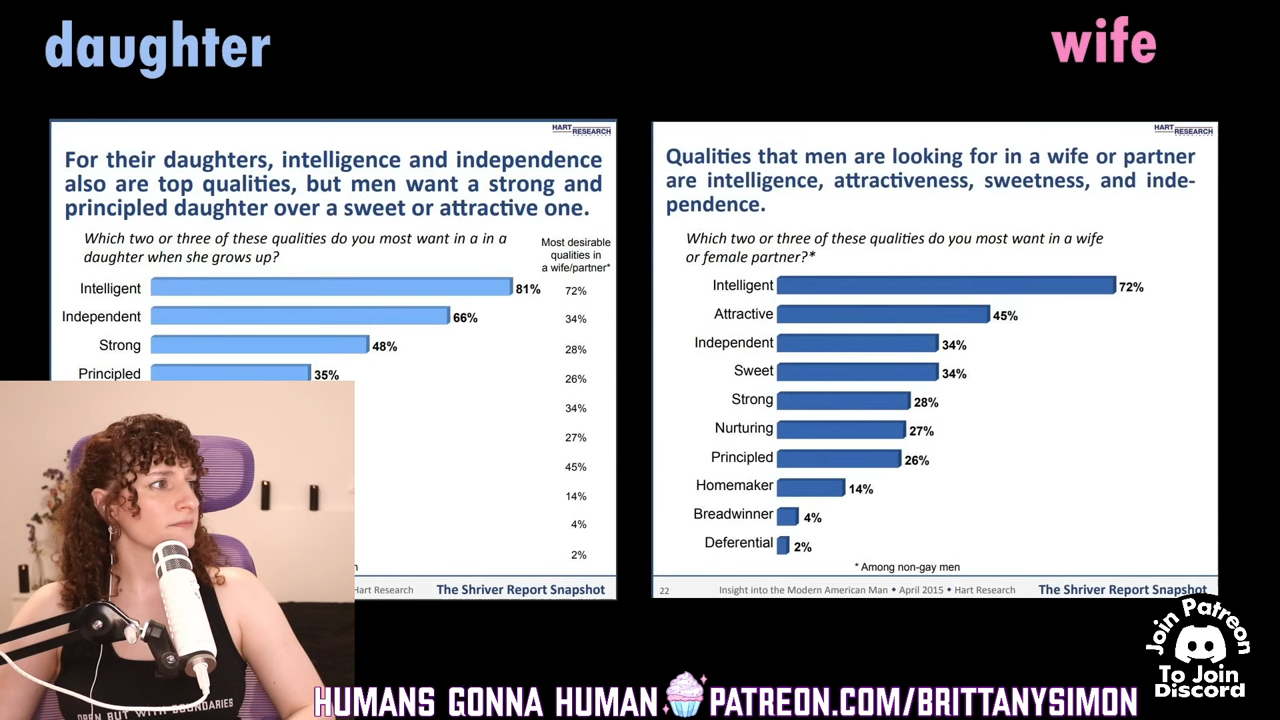 daughter
wife
HART
RESEARCH
For their daughters, intelligence and independence
also are top qualities, but men want a strong and
principled daughter over a sweet or attractive one.
Which two or three of these qualities do you most want in a in a
daughter when she grows up?
Most desirable
qualities in
a wife/partner*
Intelligent 81% 72%
Independent 66% 34%
Strong 48% 28%
Principled 35% 26%
34%
27%
45%
14%
4%
2%
Hart Research The Shriver Report Snapshot
HART
RESEARCH
Qualities that men are looking for in a wife or partner
are intelligence, attractiveness, sweetness, and inde-
pendence.
Which two or three of these qualities do you most want in a wife
or female partner?*
Intelligent 72%
Attractive 45%
Independent 34%
Sweet 34%
Strong 28%
Nurturing 27%
Principled 26%
Homemaker 14%
Breadwinner 4%
Deferential 2%
* Among non-gay men
22 Insight into the Modern American Man • April 2015 • Hart Research The Shriver Report Snapshot
OPEN BUT WITH BOUNDARIES
Join Patreon
To Join
Discord
HUMANS GONNA HUMAN PATREON.COM/BRITTANYSIMON